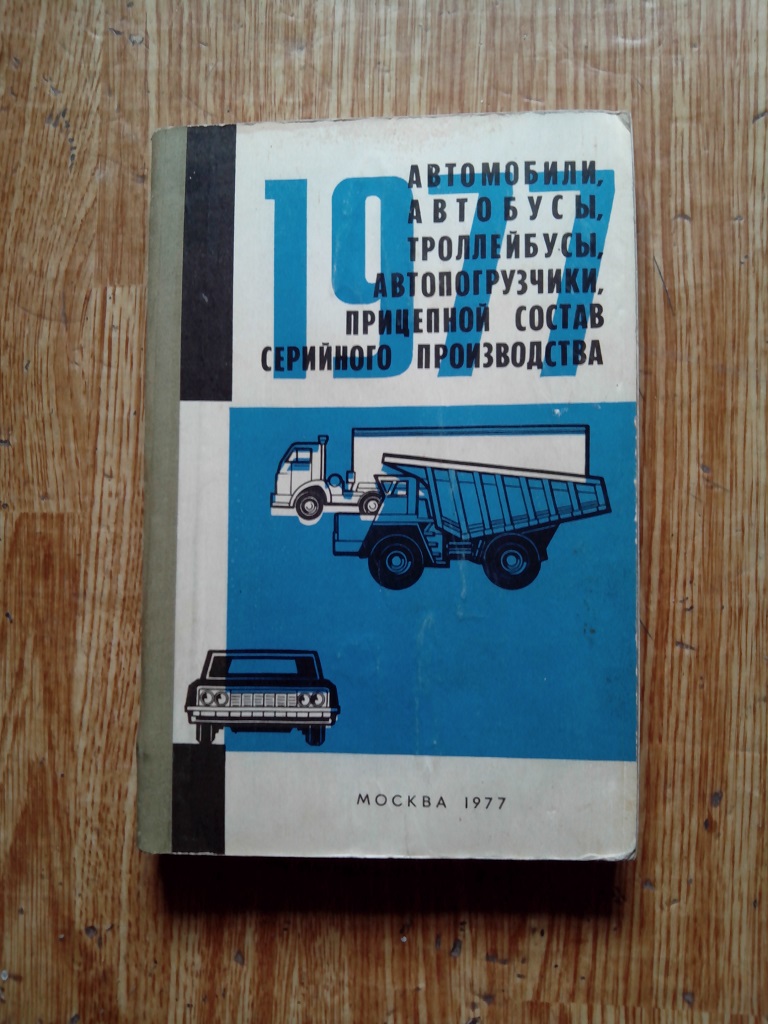 1977
АВТОМОБИЛИ,
АВТОБУСЫ,
ТРОЛЛЕЙБУСЫ,
АВТОПОГРУЗЧИКИ,
ПРИЦЕПНОЙ СОСТАВ
СЕРИЙНОГО ПРОИЗВОДСТВА
МОСКВА 1977